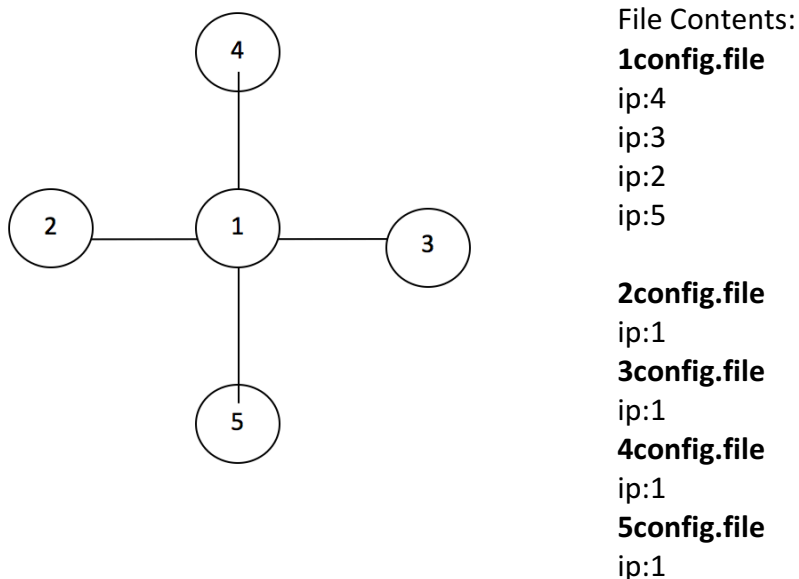 4
2
1
3
5
File Contents:
1config.file
ip:4
ip:3
ip:2
ip:5
2config.file
ip:1
3config.file
ip:1
4config.file
ip:1
5config.file
ip:1